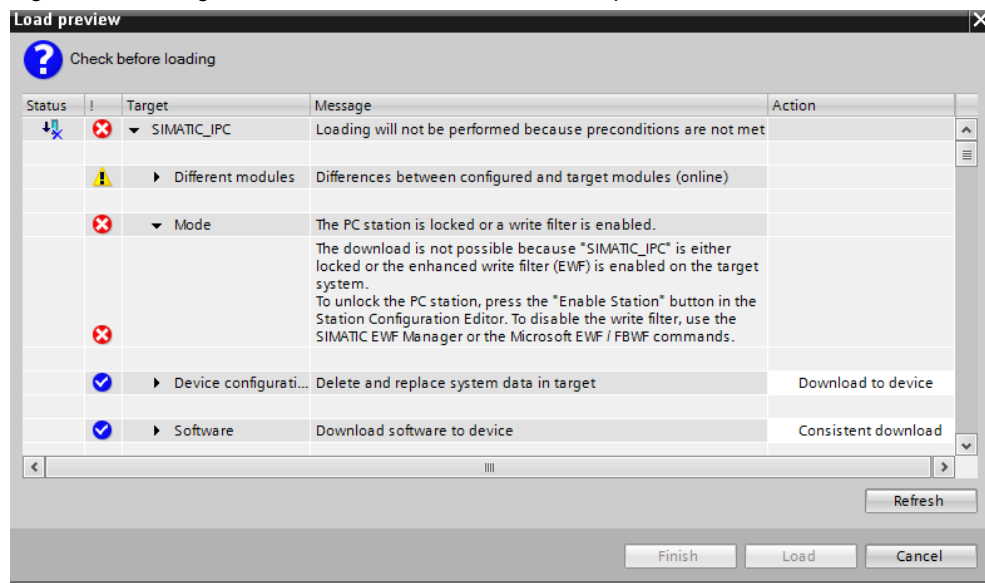 Load preview
Check before loading
Status ! Target Message Action
SIMATIC_IPC Loading will not be performed because preconditions are not met
Different modules Differences between configured and target modules (online)
Mode The PC station is locked or a write filter is enabled.
The download is not possible because "SIMATIC_IPC" is either
locked or the enhanced write filter (EWF) is enabled on the target
system.
To unlock the PC station, press the "Enable Station" button in the
Station Configuration Editor. To disable the write filter, use the
SIMATIC EWF Manager or the Microsoft EWF / FBWF commands.
Device configurati... Delete and replace system data in target Download to device
Software Download software to device Consistent download
Refresh
Finish Load Cancel